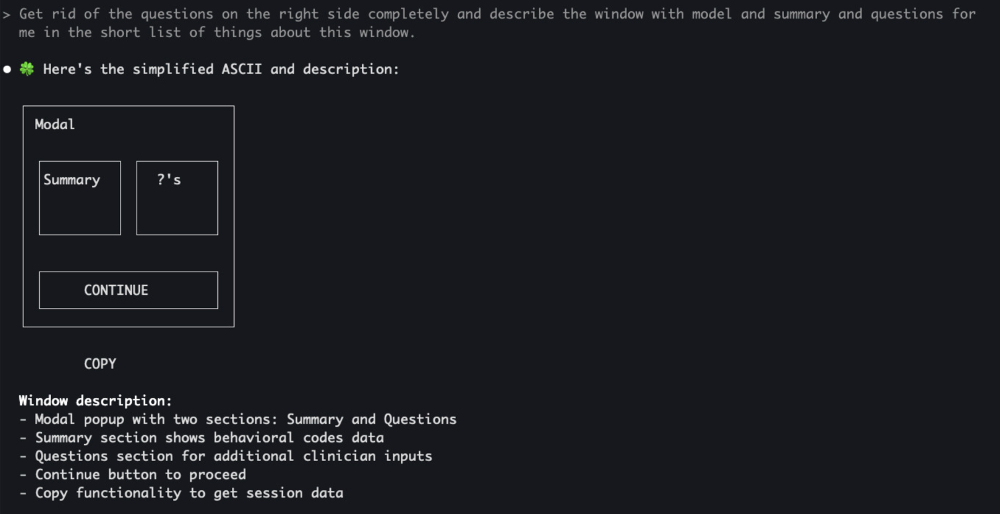 > Get rid of the questions on the right side completely and describe the window with model and summary and questions for
me in the short list of things about this window.
● 🍀 Here's the simplified ASCII and description:
Modal
Summary ?'s
CONTINUE
COPY
Window description:
- Modal popup with two sections: Summary and Questions
- Summary section shows behavioral codes data
- Questions section for additional clinician inputs
- Continue button to proceed
- Copy functionality to get session data